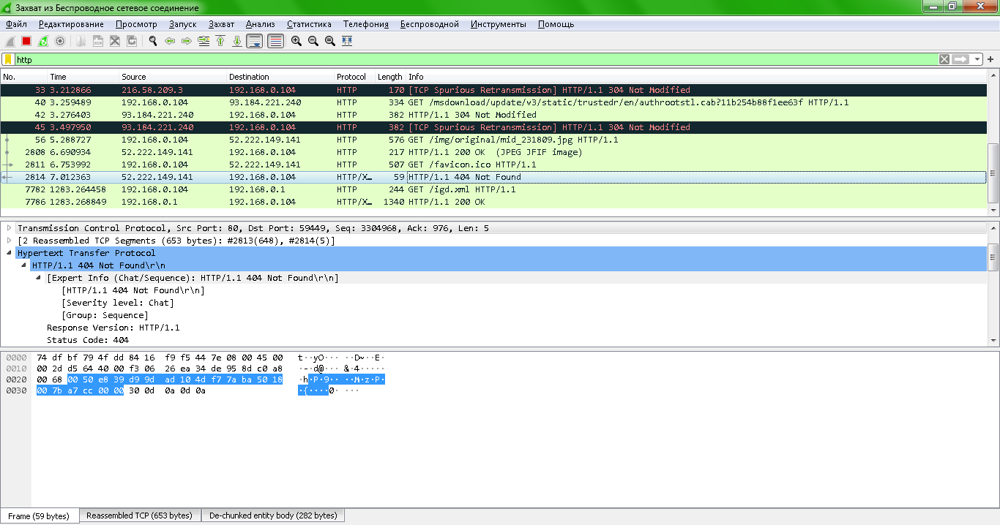 Захват из Беспроводное сетевое соединение
Файл Редактирование Просмотр Запуск Захват Анализ Статистика Телефония Беспроводной Инструменты Помощь
http
No. Time Source Destination Protocol Length Info
33 3.212866 216.58.209.3 192.168.0.104 HTTP 170 [TCP Spurious Retransmission] HTTP/1.1 304 Not Modified
40 3.259489 192.168.0.104 93.184.221.240 HTTP 334 GET /msdownload/update/v3/static/trustedr/en/authrootstl.cab?11b254b88f1ee63f HTTP/1.1
42 3.276403 93.184.221.240 192.168.0.104 HTTP 382 HTTP/1.1 304 Not Modified
45 3.497950 93.184.221.240 192.168.0.104 HTTP 382 [TCP Spurious Retransmission] HTTP/1.1 304 Not Modified
56 5.288727 192.168.0.104 52.222.149.141 HTTP 576 GET /img/original/mid_231809.jpg HTTP/1.1
2808 6.690934 52.222.149.141 192.168.0.104 HTTP 217 HTTP/1.1 200 OK (JPEG JFIF image)
2811 6.753992 192.168.0.104 52.222.149.141 HTTP 507 GET /favicon.ico HTTP/1.1
2814 7.012363 52.222.149.141 192.168.0.104 HTTP/X… 59 HTTP/1.1 404 Not Found
7782 1283.264458 192.168.0.104 192.168.0.1 HTTP 244 GET /igd.xml HTTP/1.1
7786 1283.268849 192.168.0.1 192.168.0.104 HTTP/X… 1340 HTTP/1.1 200 OK
Transmission Control Protocol, Src Port: 80, Dst Port: 59449, Seq: 3304968, Ack: 976, Len: 5
[2 Reassembled TCP Segments (653 bytes): #2813(648), #2814(5)]
Hypertext Transfer Protocol
HTTP/1.1 404 Not Found\r\n
[Expert Info (Chat/Sequence): HTTP/1.1 404 Not Found\r\n]
[HTTP/1.1 404 Not Found\r\n]
[Severity level: Chat]
[Group: Sequence]
Response Version: HTTP/1.1
Status Code: 404
0000 74 df bf 79 4f dd 84 16 f9 f5 44 7e 08 00 45 00 t··yO··· ··D~··E·
0010 00 2d d5 64 40 00 f3 06 26 ea 34 de 95 8d c0 a8 ·-·d@··· &·4·····
0020 00 68 00 50 e8 39 d9 9d ad 10 4d f7 7a ba 50 18 ·h·P·9·· ··M·z·P·
0030 00 7b a7 cc 00 00 30 0d 0a 0d 0a ·{····0· ···
Frame (59 bytes) Reassembled TCP (653 bytes) De-chunked entity body (282 bytes)